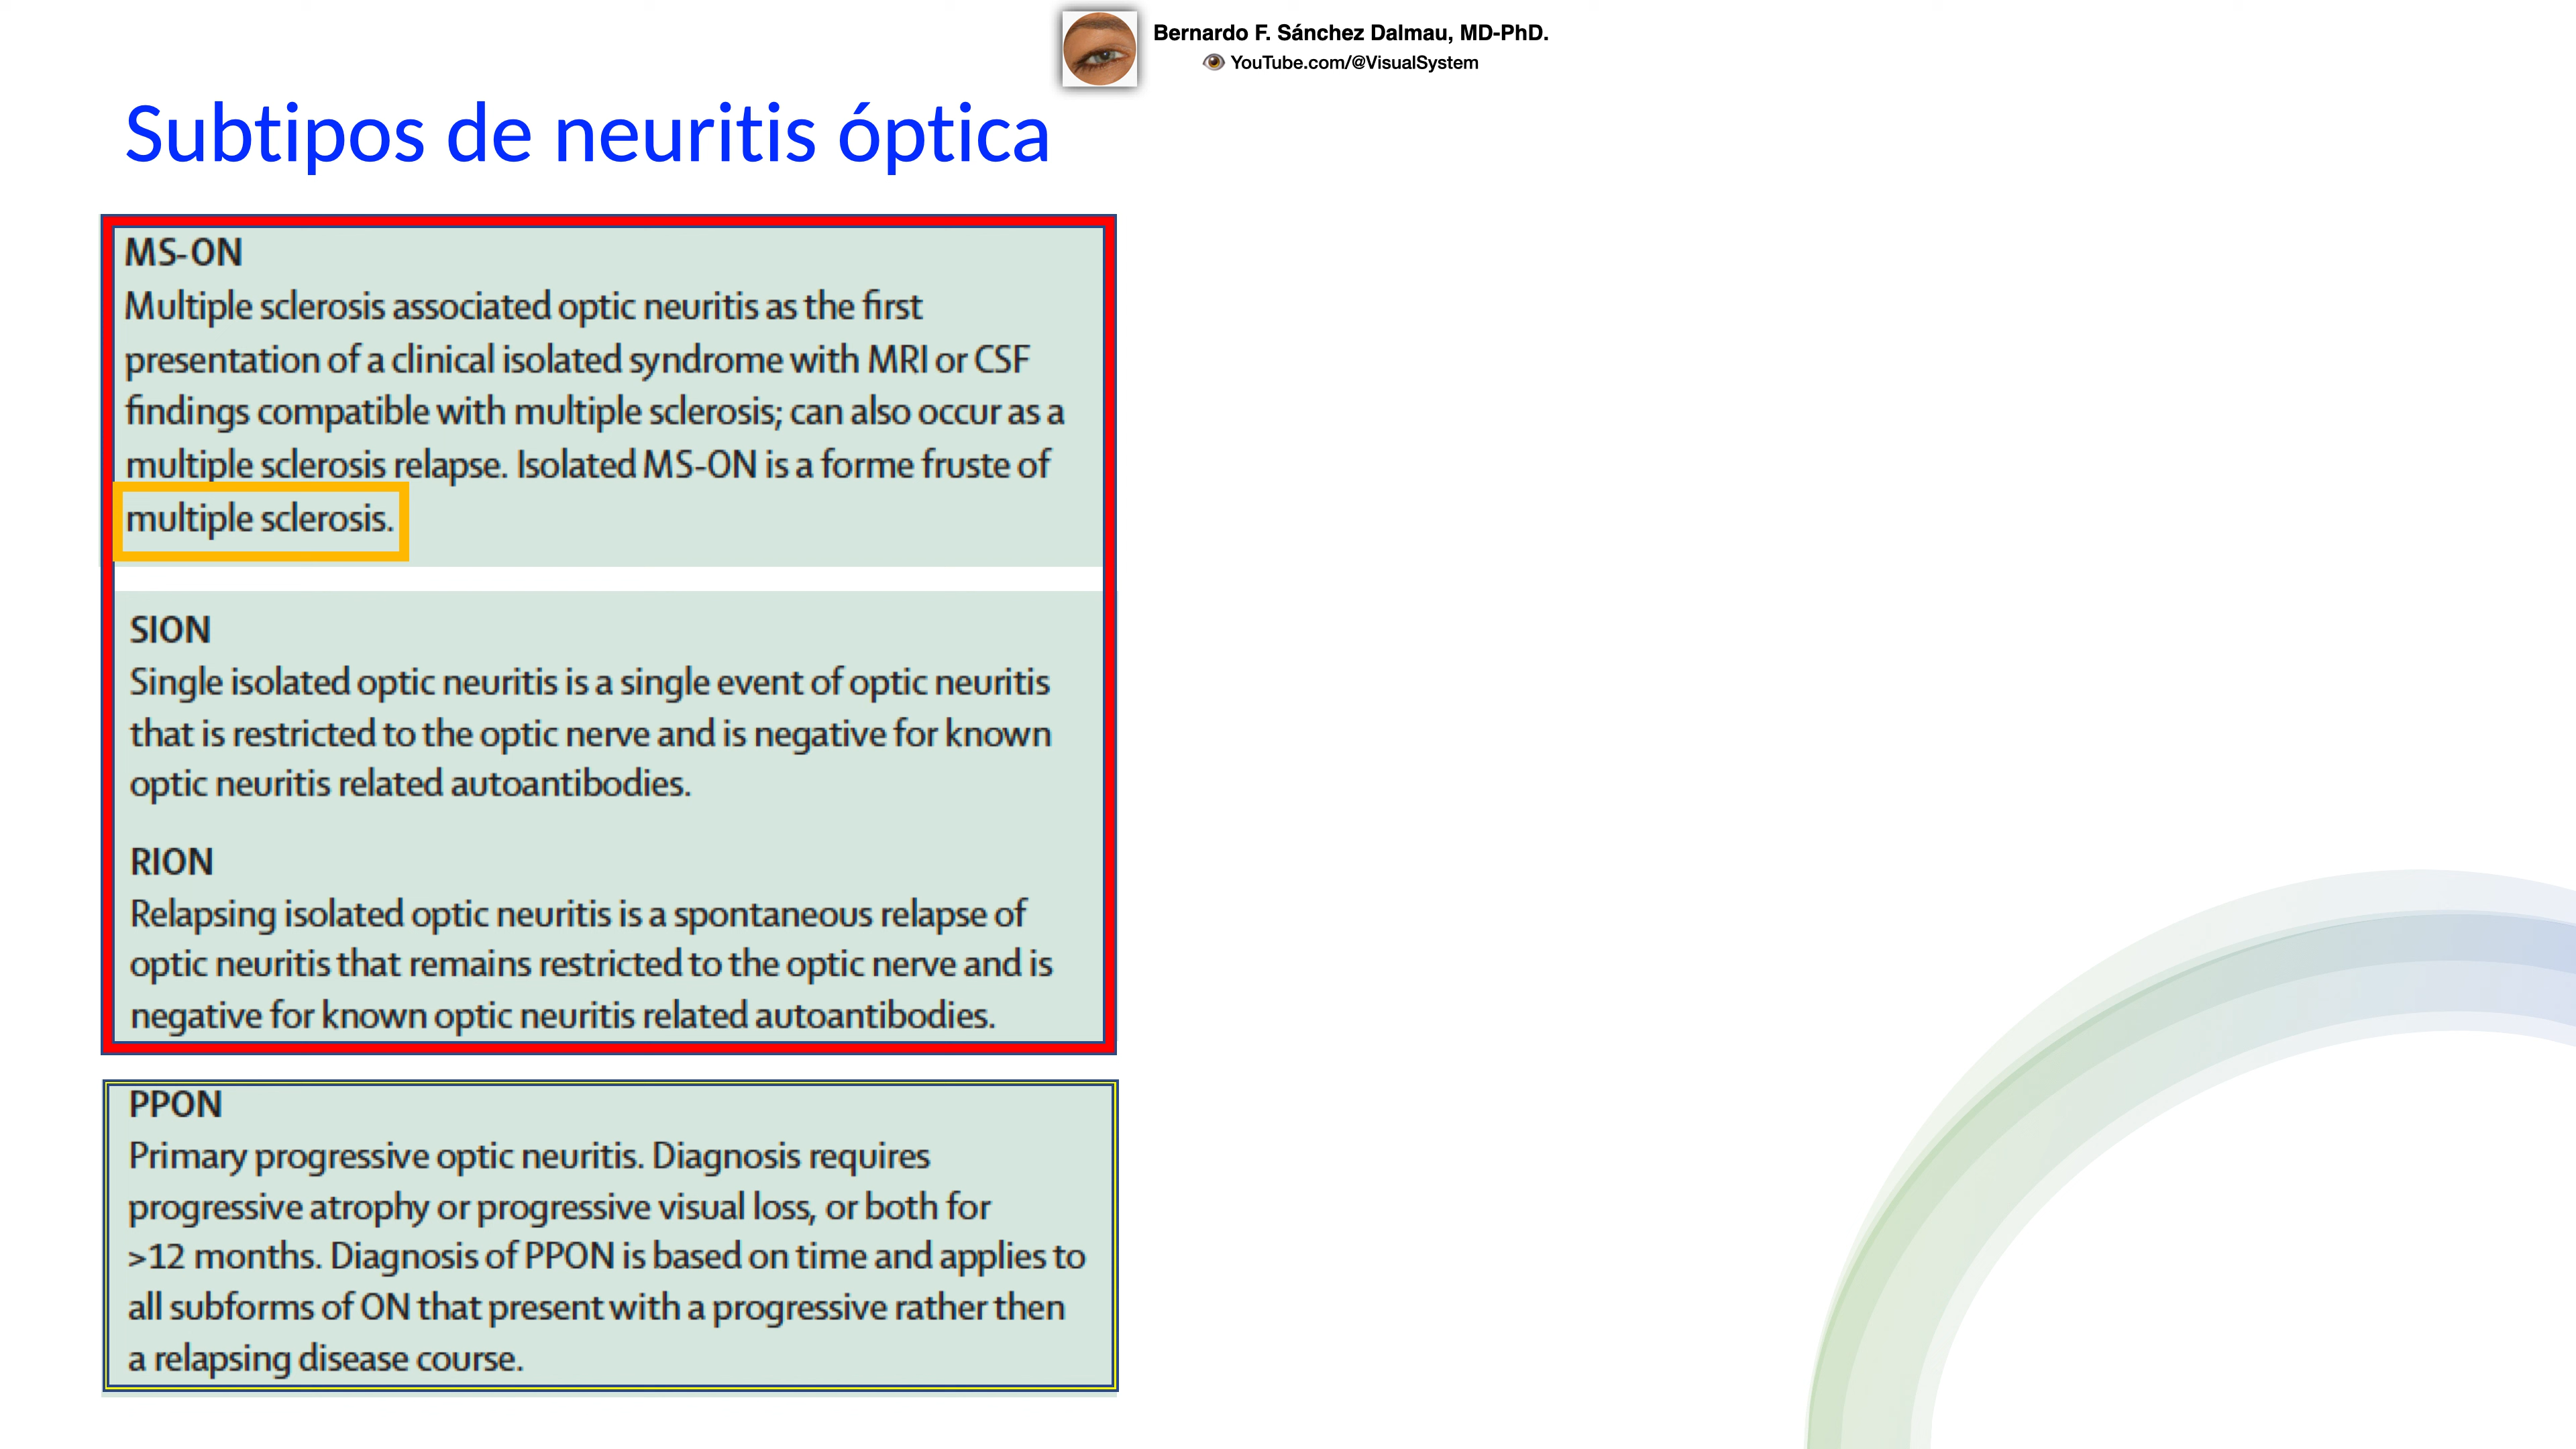 Bernardo F. Sánchez Dalmau, MD-PhD.
YouTube.com/@VisualSystem
Subtipos de neuritis óptica
MS-ON
Multiple sclerosis associated optic neuritis as the first
presentation of a clinical isolated syndrome with MRI or CSF
findings compatible with multiple sclerosis; can also occur as a
multiple sclerosis relapse. Isolated MS-ON is a forme fruste of
multiple sclerosis.
SION
Single isolated optic neuritis is a single event of optic neuritis
that is restricted to the optic nerve and is negative for known
optic neuritis related autoantibodies.
RION
Relapsing isolated optic neuritis is a spontaneous relapse of
optic neuritis that remains restricted to the optic nerve and is
negative for known optic neuritis related autoantibodies.
PPON
Primary progressive optic neuritis. Diagnosis requires
progressive atrophy or progressive visual loss, or both for
>12 months. Diagnosis of PPON is based on time and applies to
all subforms of ON that present with a progressive rather then
a relapsing disease course.